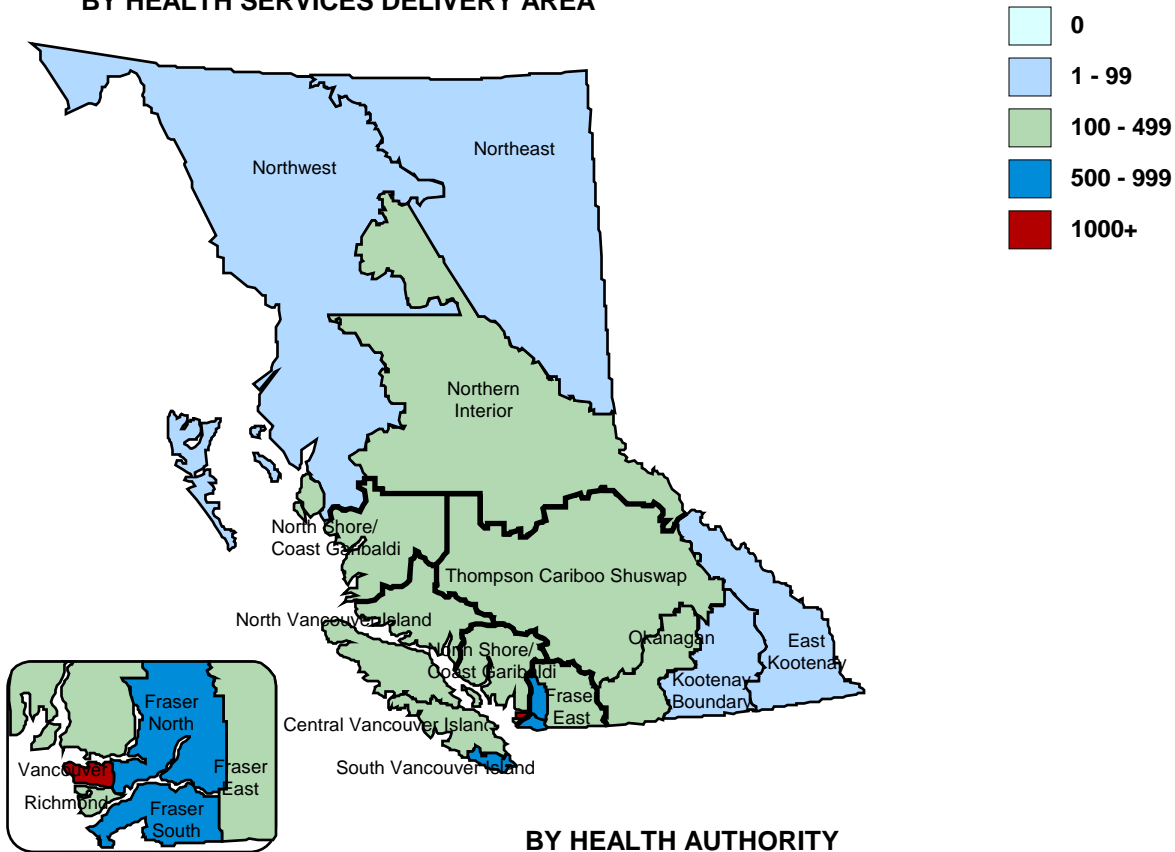 BY HEALTH SERVICES DELIVERY AREA
0
1 - 99
100 - 499
500 - 999
1000+
Northwest
Northeast
Northern
Interior
North Shore/
Coast Garibaldi
Thompson Cariboo Shuswap
North Vancouver Island
Okanagan
East
Kootenay
North Shore/
Coast Garibaldi
Kootenay
Boundary
Fraser
East
Central Vancouver Island
South Vancouver Island
Fraser
North
Vancouver
Fraser
East
Richmond
Fraser
South
BY HEALTH AUTHORITY